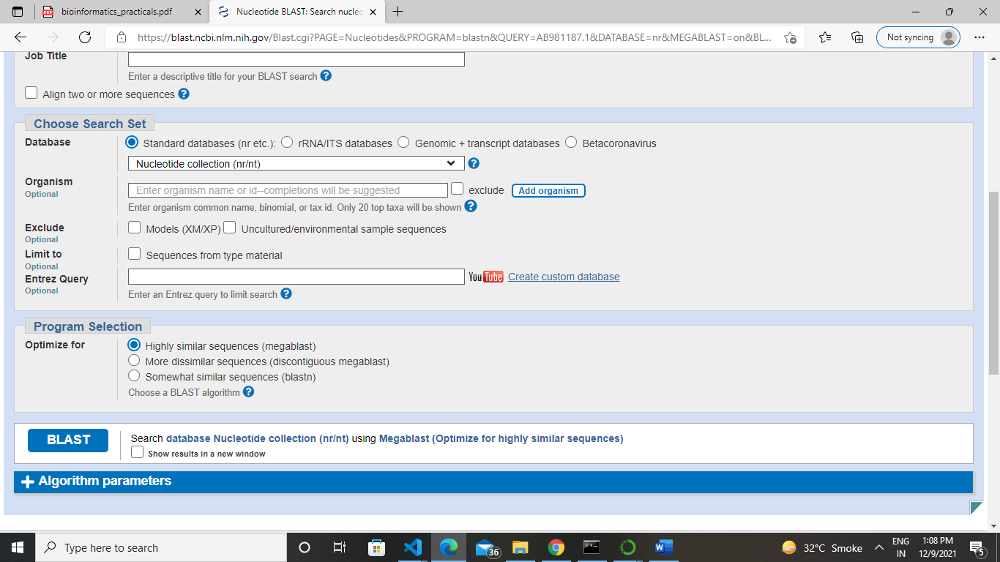 bioinformatics_practicals.pdf
Nucleotide BLAST: Search nuclec
https://blast.ncbi.nlm.nih.gov/Blast.cgi?PAGE=Nucleotides&PROGRAM=blastn&QUERY=AB981187.1&DATABASE=nr&MEGABLAST=on&BL...
Not syncing
Job Title
Enter a descriptive title for your BLAST search
Align two or more sequences
Choose Search Set
Database
Standard databases (nr etc.): rRNA/ITS databases Genomic + transcript databases Betacoronavirus
Nucleotide collection (nr/nt)
Organism
Optional
Enter organism name or id--completions will be suggested
exclude
Add organism
Enter organism common name, binomial, or tax id. Only 20 top taxa will be shown
Exclude
Optional
Models (XM/XP) Uncultured/environmental sample sequences
Limit to
Optional
Sequences from type material
Entrez Query
Optional
YouTube Create custom database
Enter an Entrez query to limit search
Program Selection
Optimize for
Highly similar sequences (megablast)
More dissimilar sequences (discontiguous megablast)
Somewhat similar sequences (blastn)
Choose a BLAST algorithm
BLAST
Search database Nucleotide collection (nr/nt) using Megablast (Optimize for highly similar sequences)
Show results in a new window
Algorithm parameters
Type here to search
36
32°C Smoke
ENG
IN
1:08 PM
12/9/2021
5